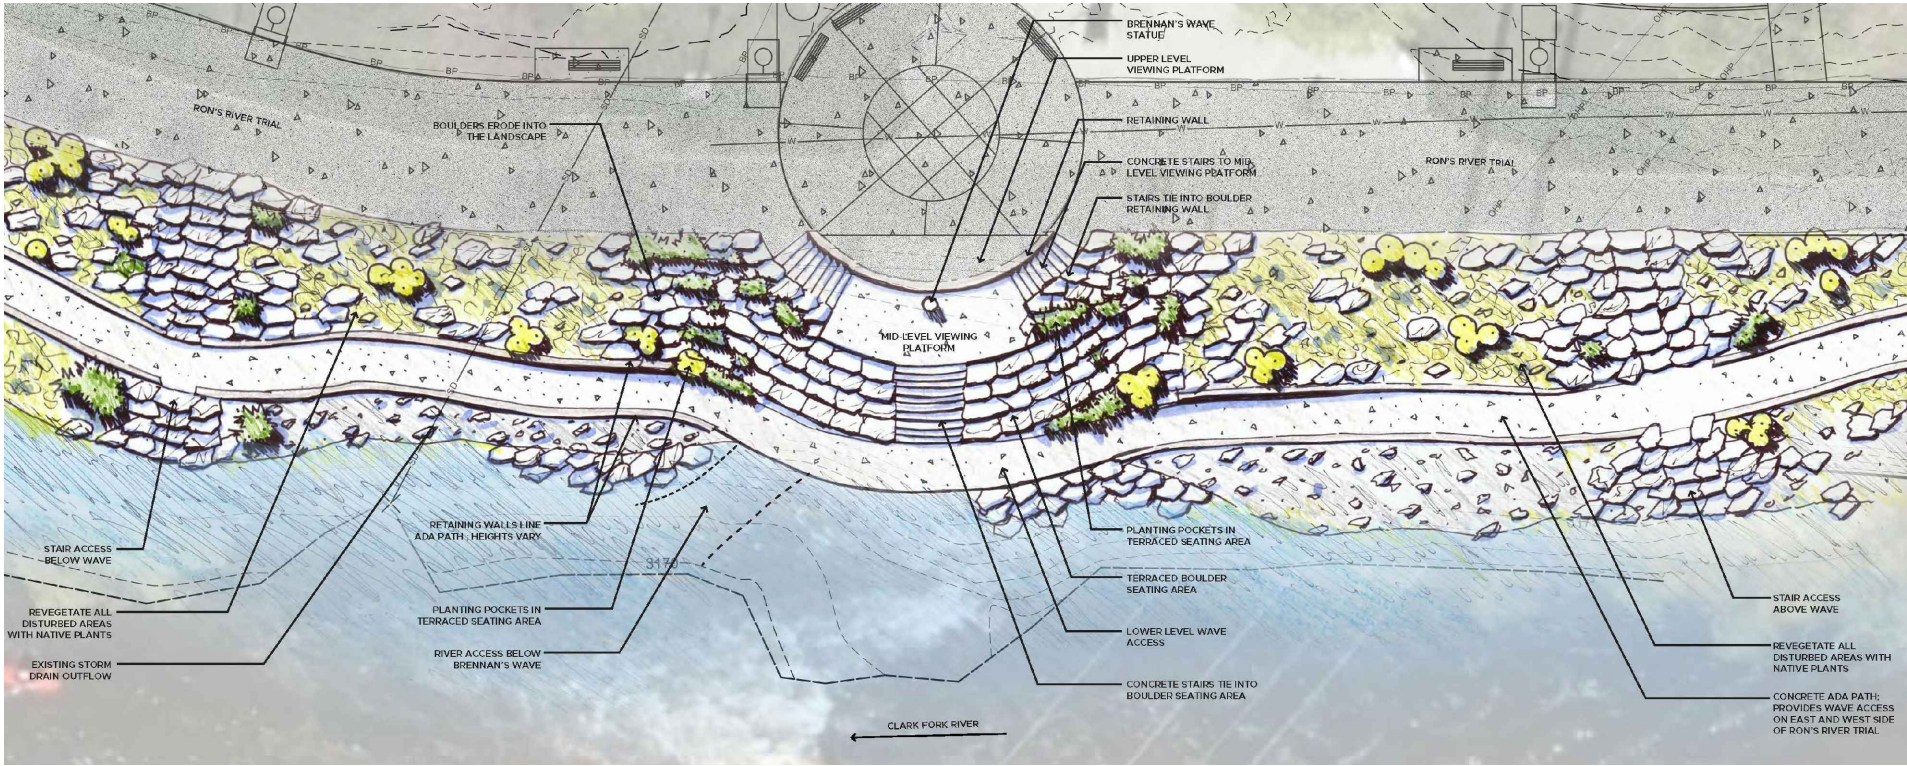 BRENNAN'S WAVE
STATUE
UPPER LEVEL
VIEWING PLATFORM
RETAINING WALL
CONCRETE STAIRS TO MID
LEVEL VIEWING PLATFORM
STAIRS TIE INTO BOULDER
RETAINING WALL
RON'S RIVER TRIAL
BOULDERS ERODE INTO
THE LANDSCAPE
RON'S RIVER TRIAL
MID-LEVEL VIEWING
PLATFORM
STAIR ACCESS
BELOW WAVE
REVEGETATE ALL
DISTURBED AREAS
WITH NATIVE PLANTS
EXISTING STORM
DRAIN OUTFLOW
RETAINING WALLS LINE
ADA PATH ; HEIGHTS VARY
PLANTING POCKETS IN
TERRACED SEATING AREA
RIVER ACCESS BELOW
BRENNAN'S WAVE
3170
PLANTING POCKETS IN
TERRACED SEATING AREA
TERRACED BOULDER
SEATING AREA
LOWER LEVEL WAVE
ACCESS
CONCRETE STAIRS TIE INTO
BOULDER SEATING AREA
CLARK FORK RIVER
STAIR ACCESS
ABOVE WAVE
REVEGETATE ALL
DISTURBED AREAS WITH
NATIVE PLANTS
CONCRETE ADA PATH;
PROVIDES WAVE ACCESS
ON EAST AND WEST SIDE
OF RON'S RIVER TRIAL